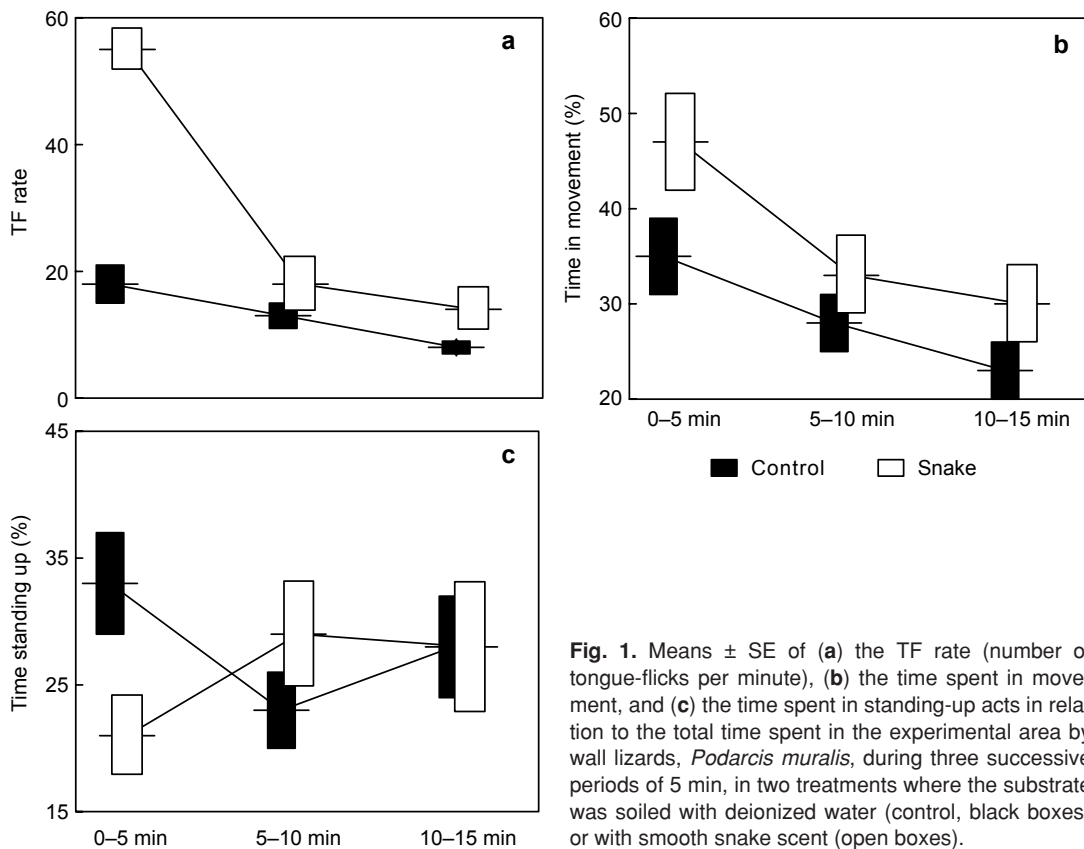 60
a
40
TF rate
20
0
60
b
50
Time in movement (%)
40
30
20
0–5 min 5–10 min 10–15 min
Control Snake
45
c
35
Time standing up (%)
25
15
0–5 min 5–10 min 10–15 min
Fig. 1. Means ± SE of (a) the TF rate (number o
tongue-flicks per minute), (b) the time spent in move
ment, and (c) the time spent in standing-up acts in rela
tion to the total time spent in the experimental area by
wall lizards, Podarcis muralis, during three successive
periods of 5 min, in two treatments where the substrate
was soiled with deionized water (control, black boxes
or with smooth snake scent (open boxes).